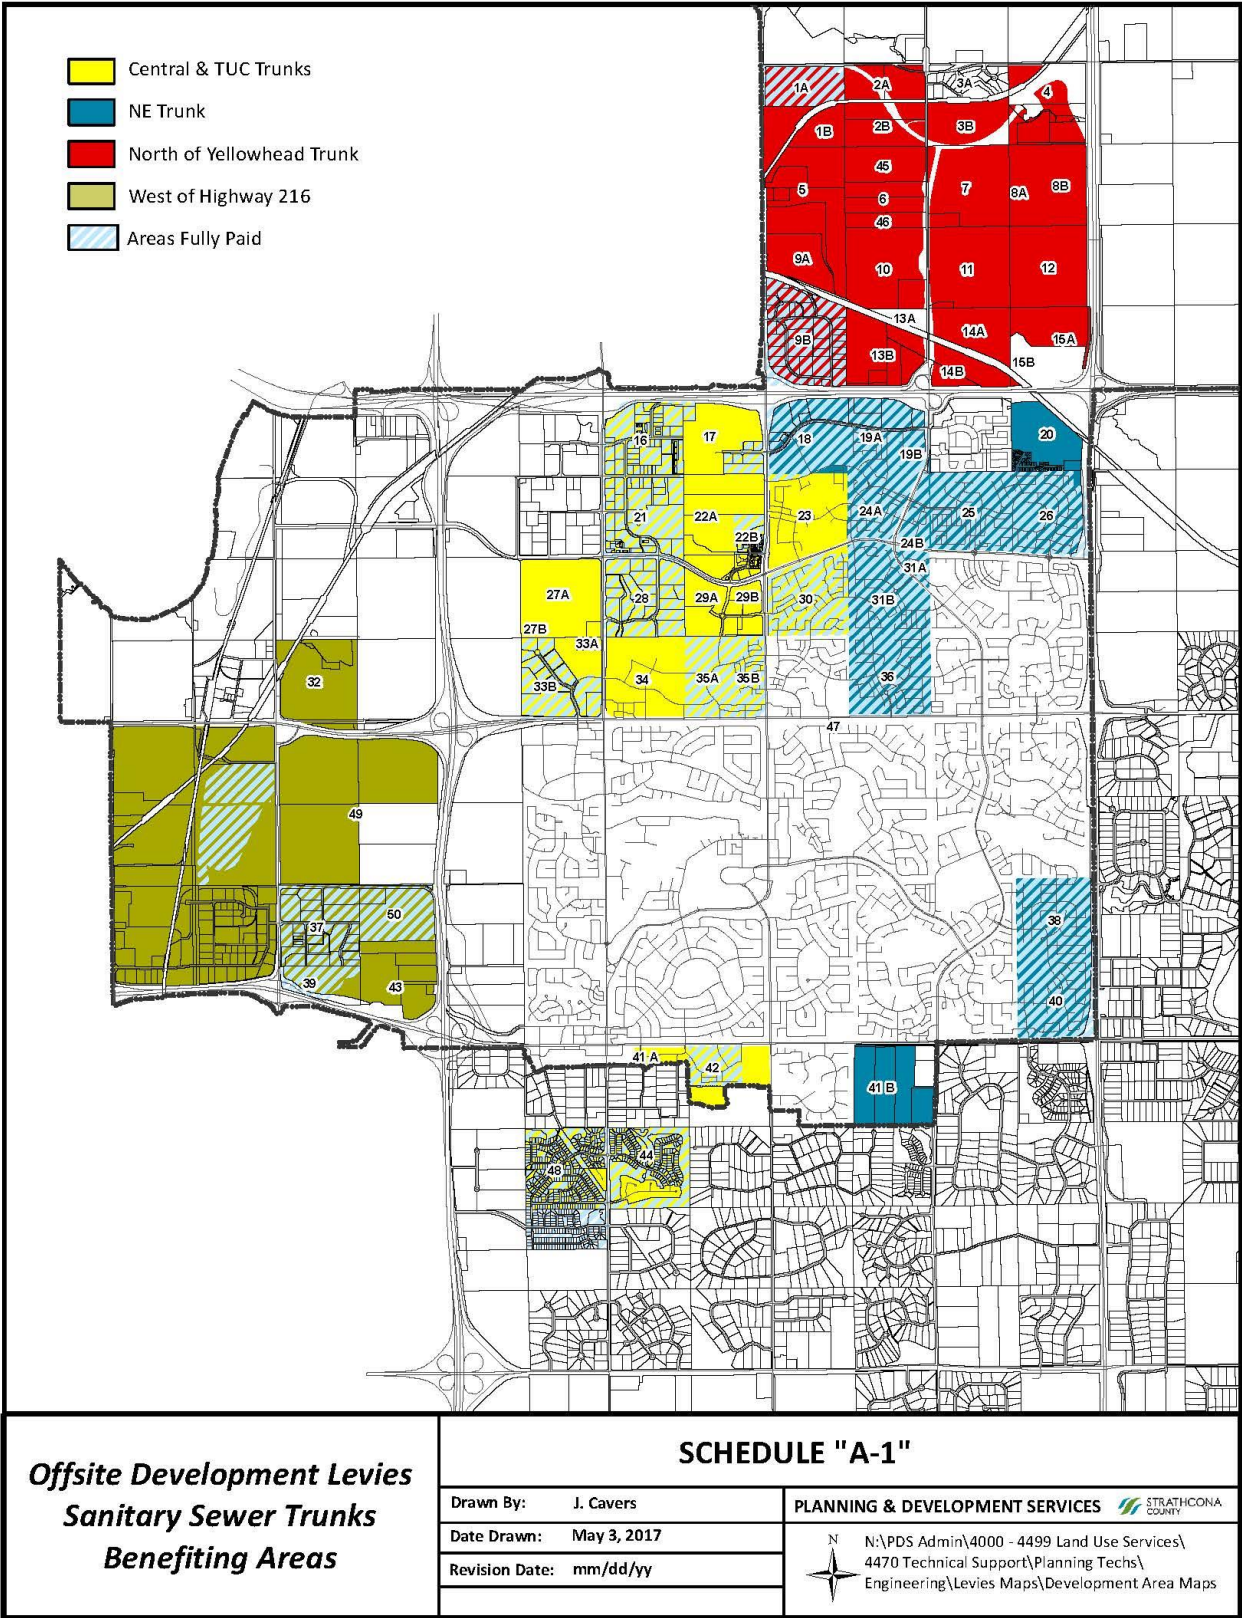 Central & TUC Trunks
NE Trunk
North of Yellowhead Trunk
West of Highway 216
Areas Fully Paid
1A
2A
3A
4
1B
2B
3B
45
5
6
7
8A
8B
46
9A
10
11
12
13A
9B
13B
14A
15A
14B
15B
16
17
18
19A
19B
20
21
22A
22B
23
24A
24B
25
26
27A
27B
28
29A
29B
30
31A
31B
32
33A
33B
34
35A
35B
36
47
49
37
50
38
39
43
40
41 A
42
41 B
48
44
Offsite Development Levies
Sanitary Sewer Trunks
Benefiting Areas
SCHEDULE "A-1"
Drawn By: J. Cavers
Date Drawn: May 3, 2017
Revision Date: mm/dd/yy
PLANNING & DEVELOPMENT SERVICES
STRATHCONA
COUNTY
N
N:\PDS Admin\4000 - 4499 Land Use Services\
4470 Technical Support\Planning Techs\
Engineering\Levies Maps\Development Area Maps